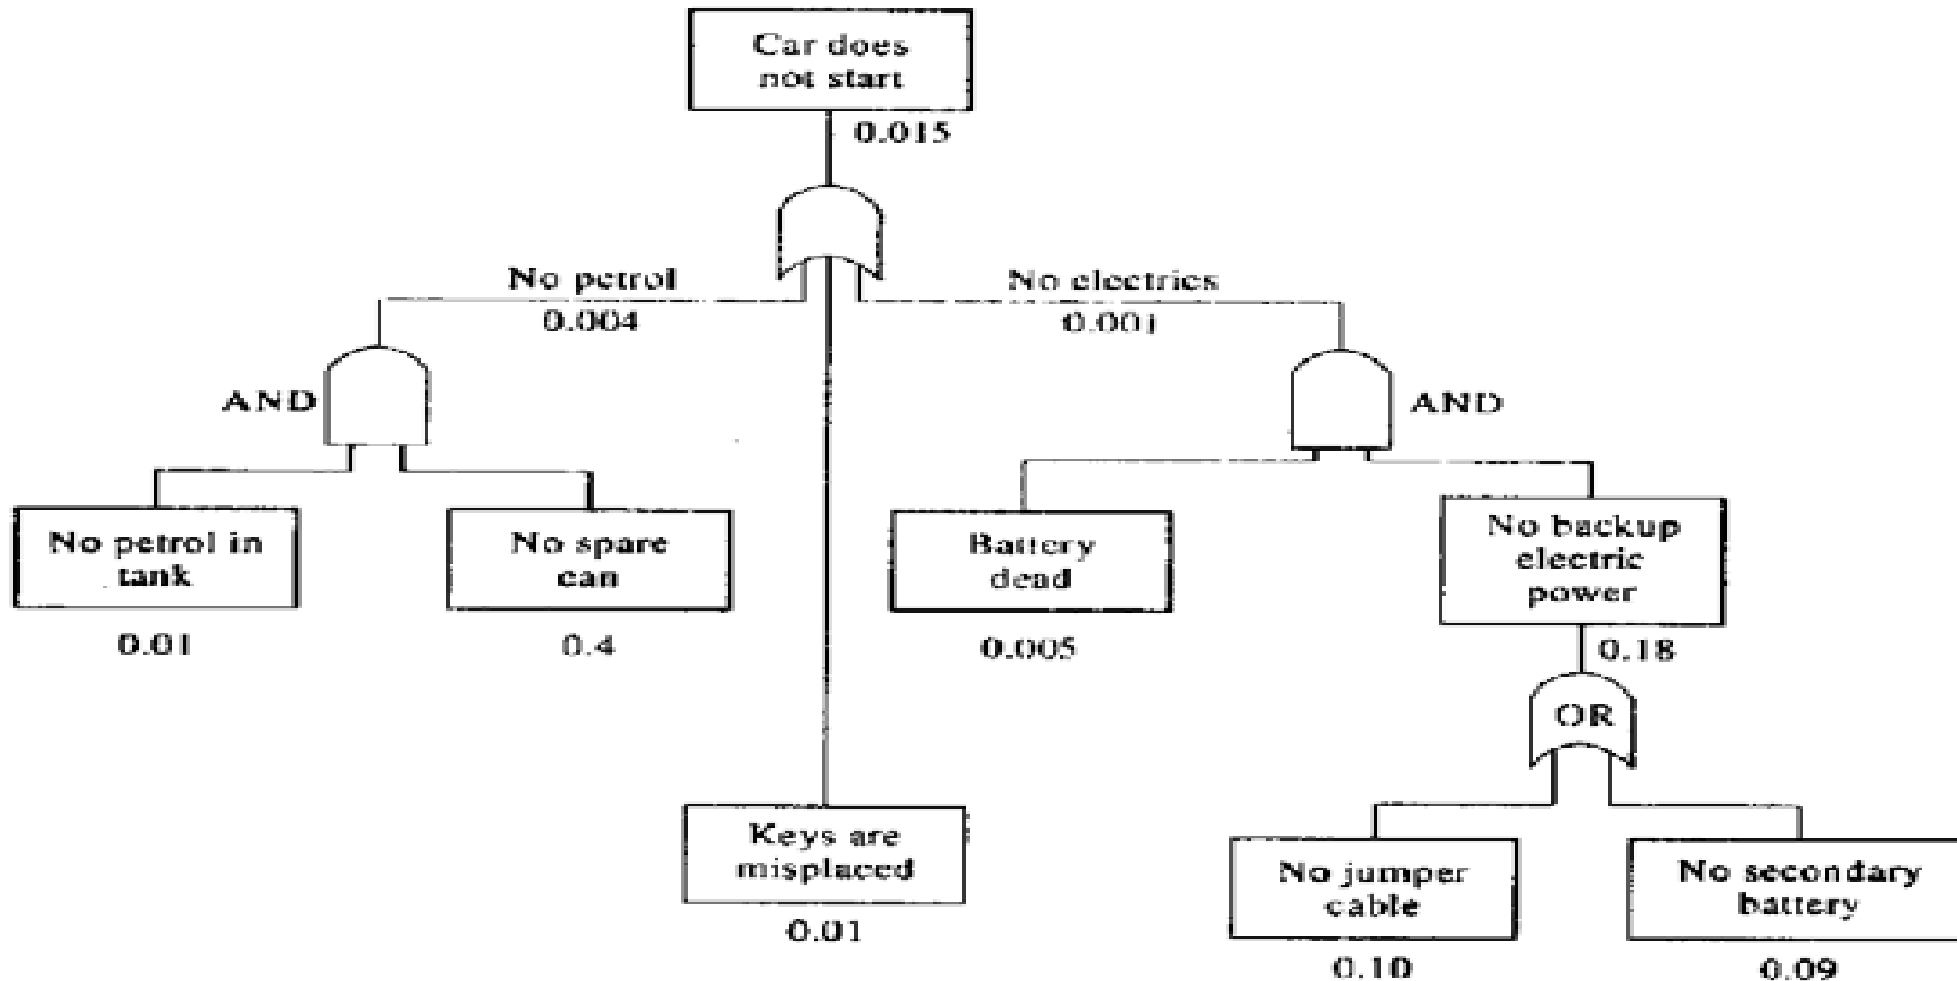 Car does
not start
0.015
No petrol
0.004
No electrics
0.001
AND
AND
No petrol in
tank
0.01
No spare
can
0.4
Battery
dead
0.005
No backup
electric
power
0.18
OR
Keys are
misplaced
0.01
No jumper
cable
0.10
No secondary
battery
0.09